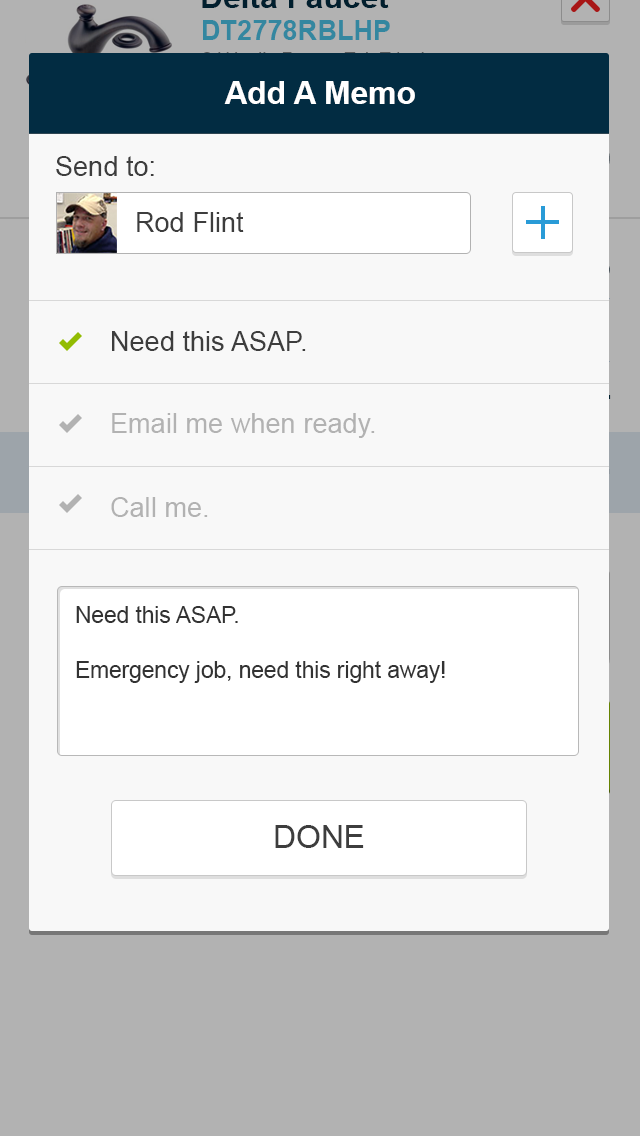 Delta Faucet
DT2778RBLHP
Add A Memo
Send to:
Rod Flint
Need this ASAP.
Email me when ready.
Call me.
Need this ASAP.
Emergency job, need this right away!
DONE